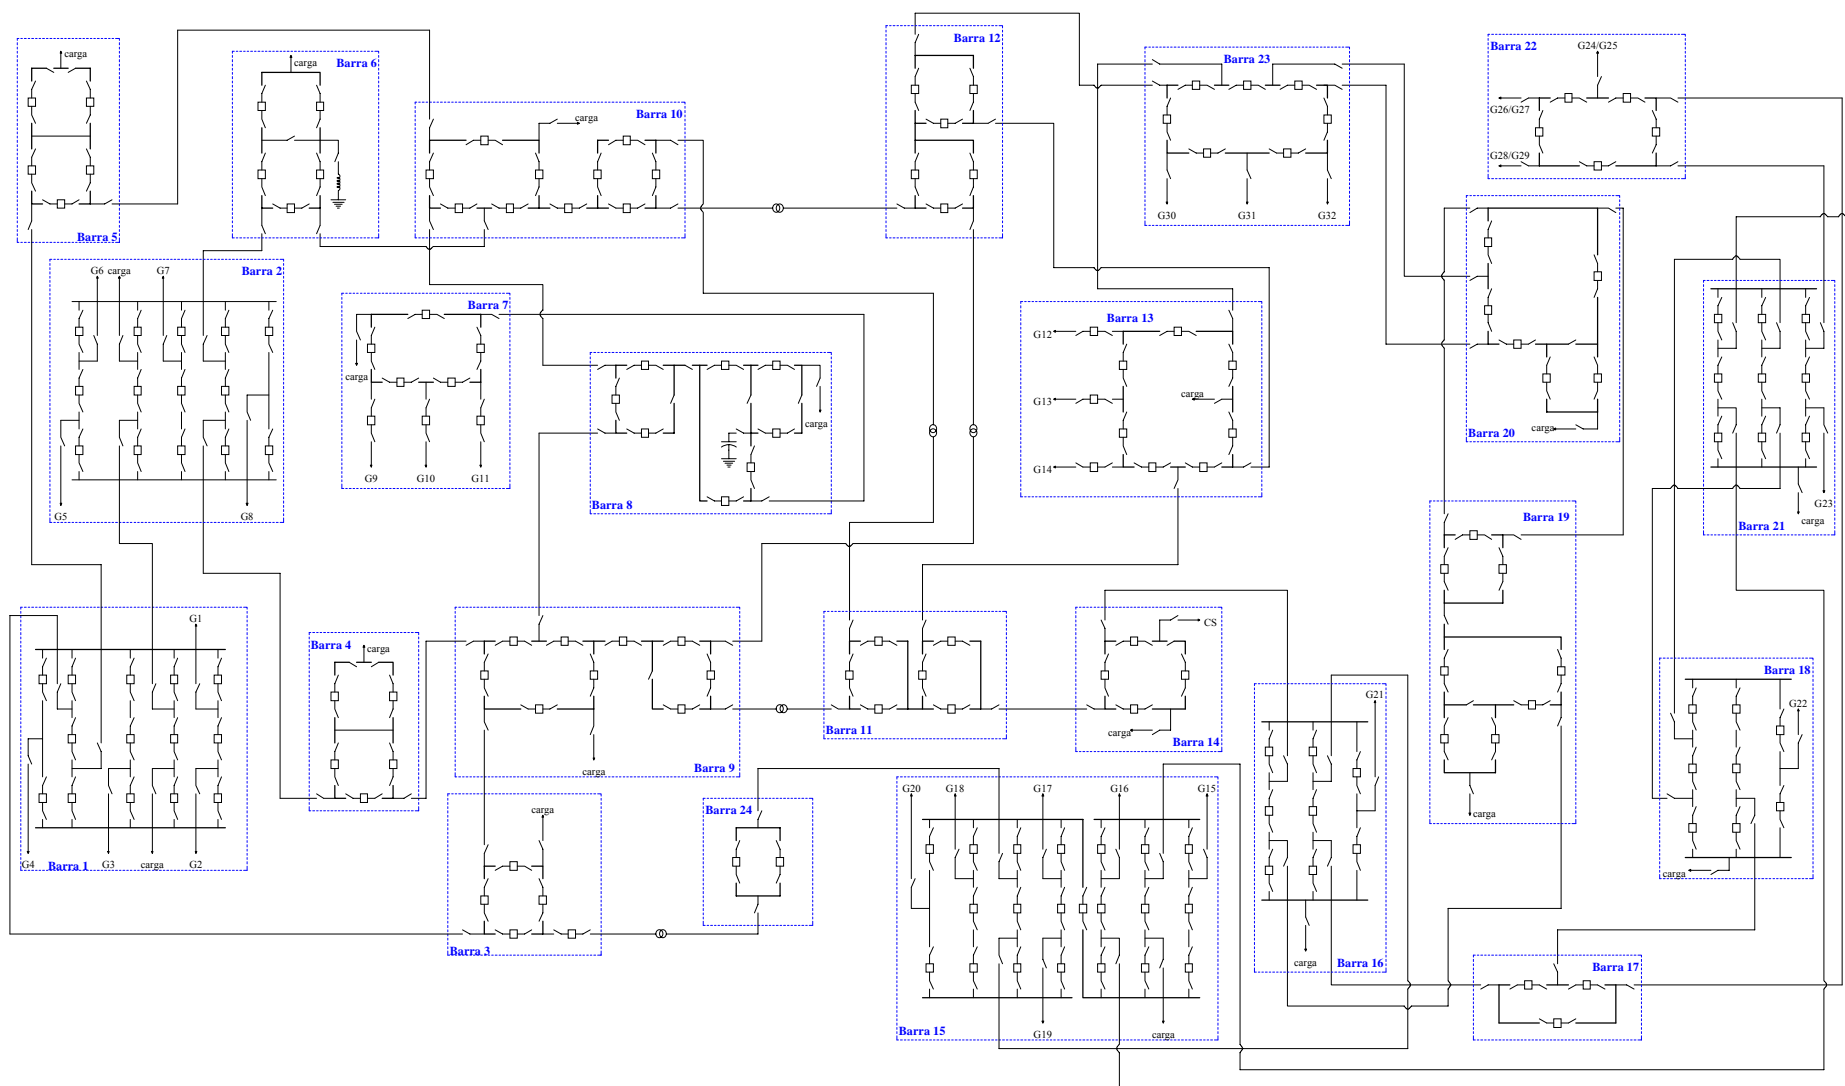 Barra 12
Barra 22
G24/G25
carga
carga
Barra 6
Barra 23
G26/G27
Barra 10
carga
G28/G29
G30
G31
G32
Barra 5
G6
carga
G7
Barra 2
Barra 7
Barra 13
G12
carga
G13
carga
G14
carga
G9
G10
G11
Barra 8
carga
Barra 20
G5
G8
G23
carga
Barra 21
Barra 19
G1
Barra 4
carga
CS
Barra 11
carga
Barra 14
Barra 18
G21
G22
carga
Barra 9
G20
G18
G17
G16
G15
Barra 24
carga
carga
G4
Barra 1
G3
carga
G2
carga
Barra 3
carga
Barra 16
Barra 17
Barra 15
G19
carga